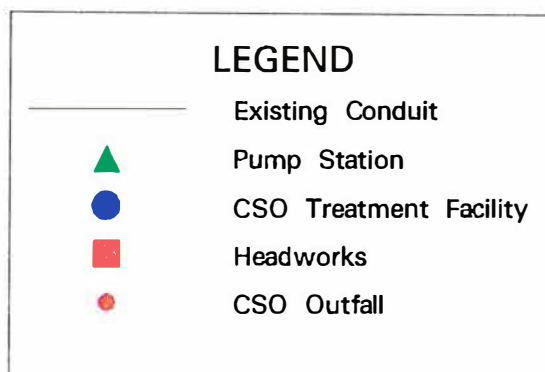 LEGEND
Existing Conduit
Pump Station
CSO Treatment Facility
Headworks
CSO Outfall